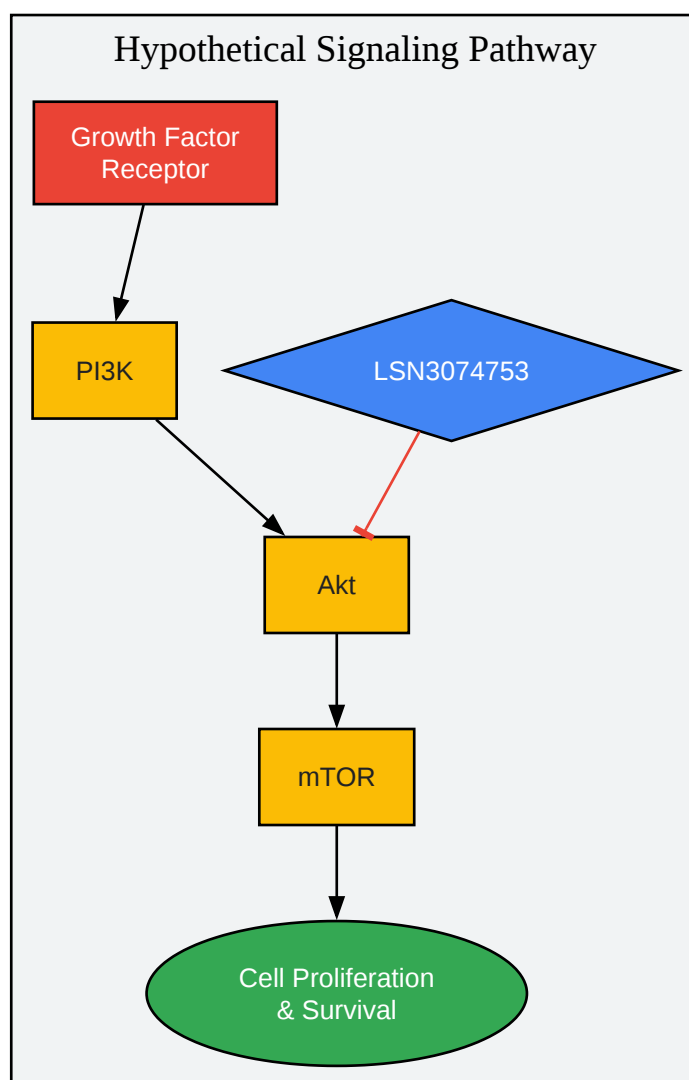 Hypothetical Signaling Pathway
Growth Factor
Receptor
PI3K
LSN3074753
Akt
mTOR
Cell Proliferation
& Survival